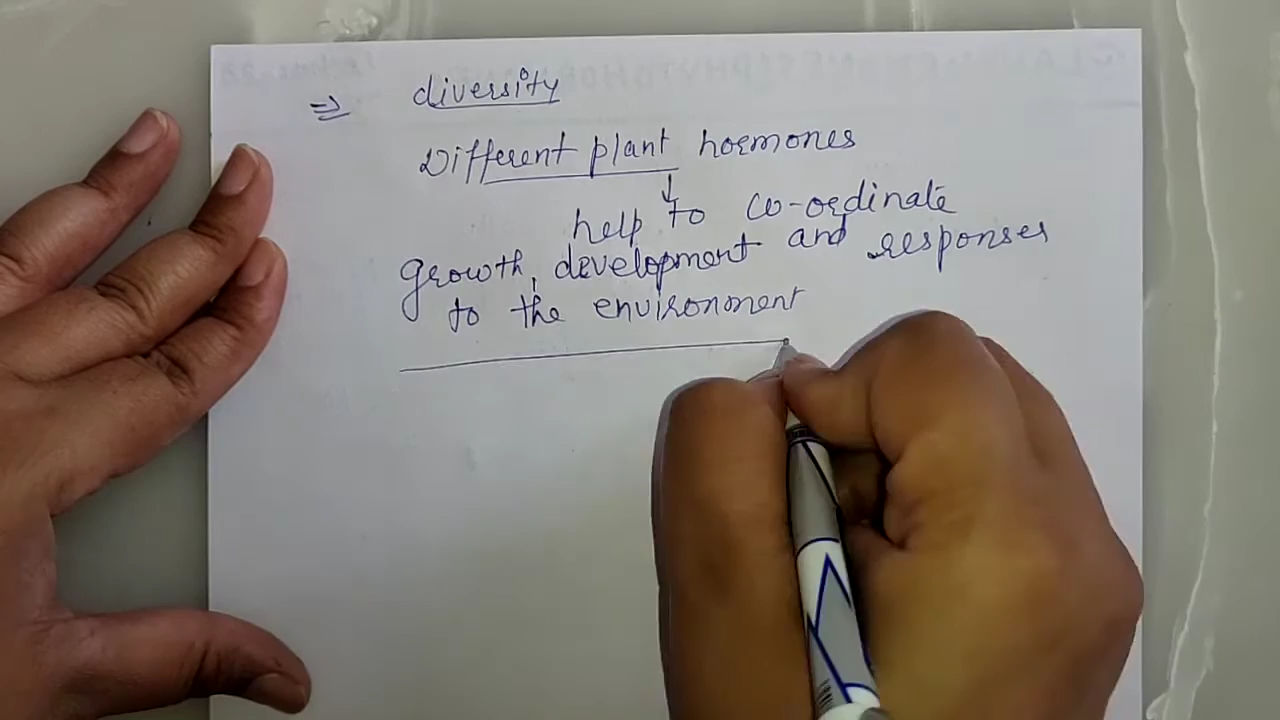 ⇒ diversity
Different plant hormones
↓
help to co-ordinate
growth, development and responses
to the environment